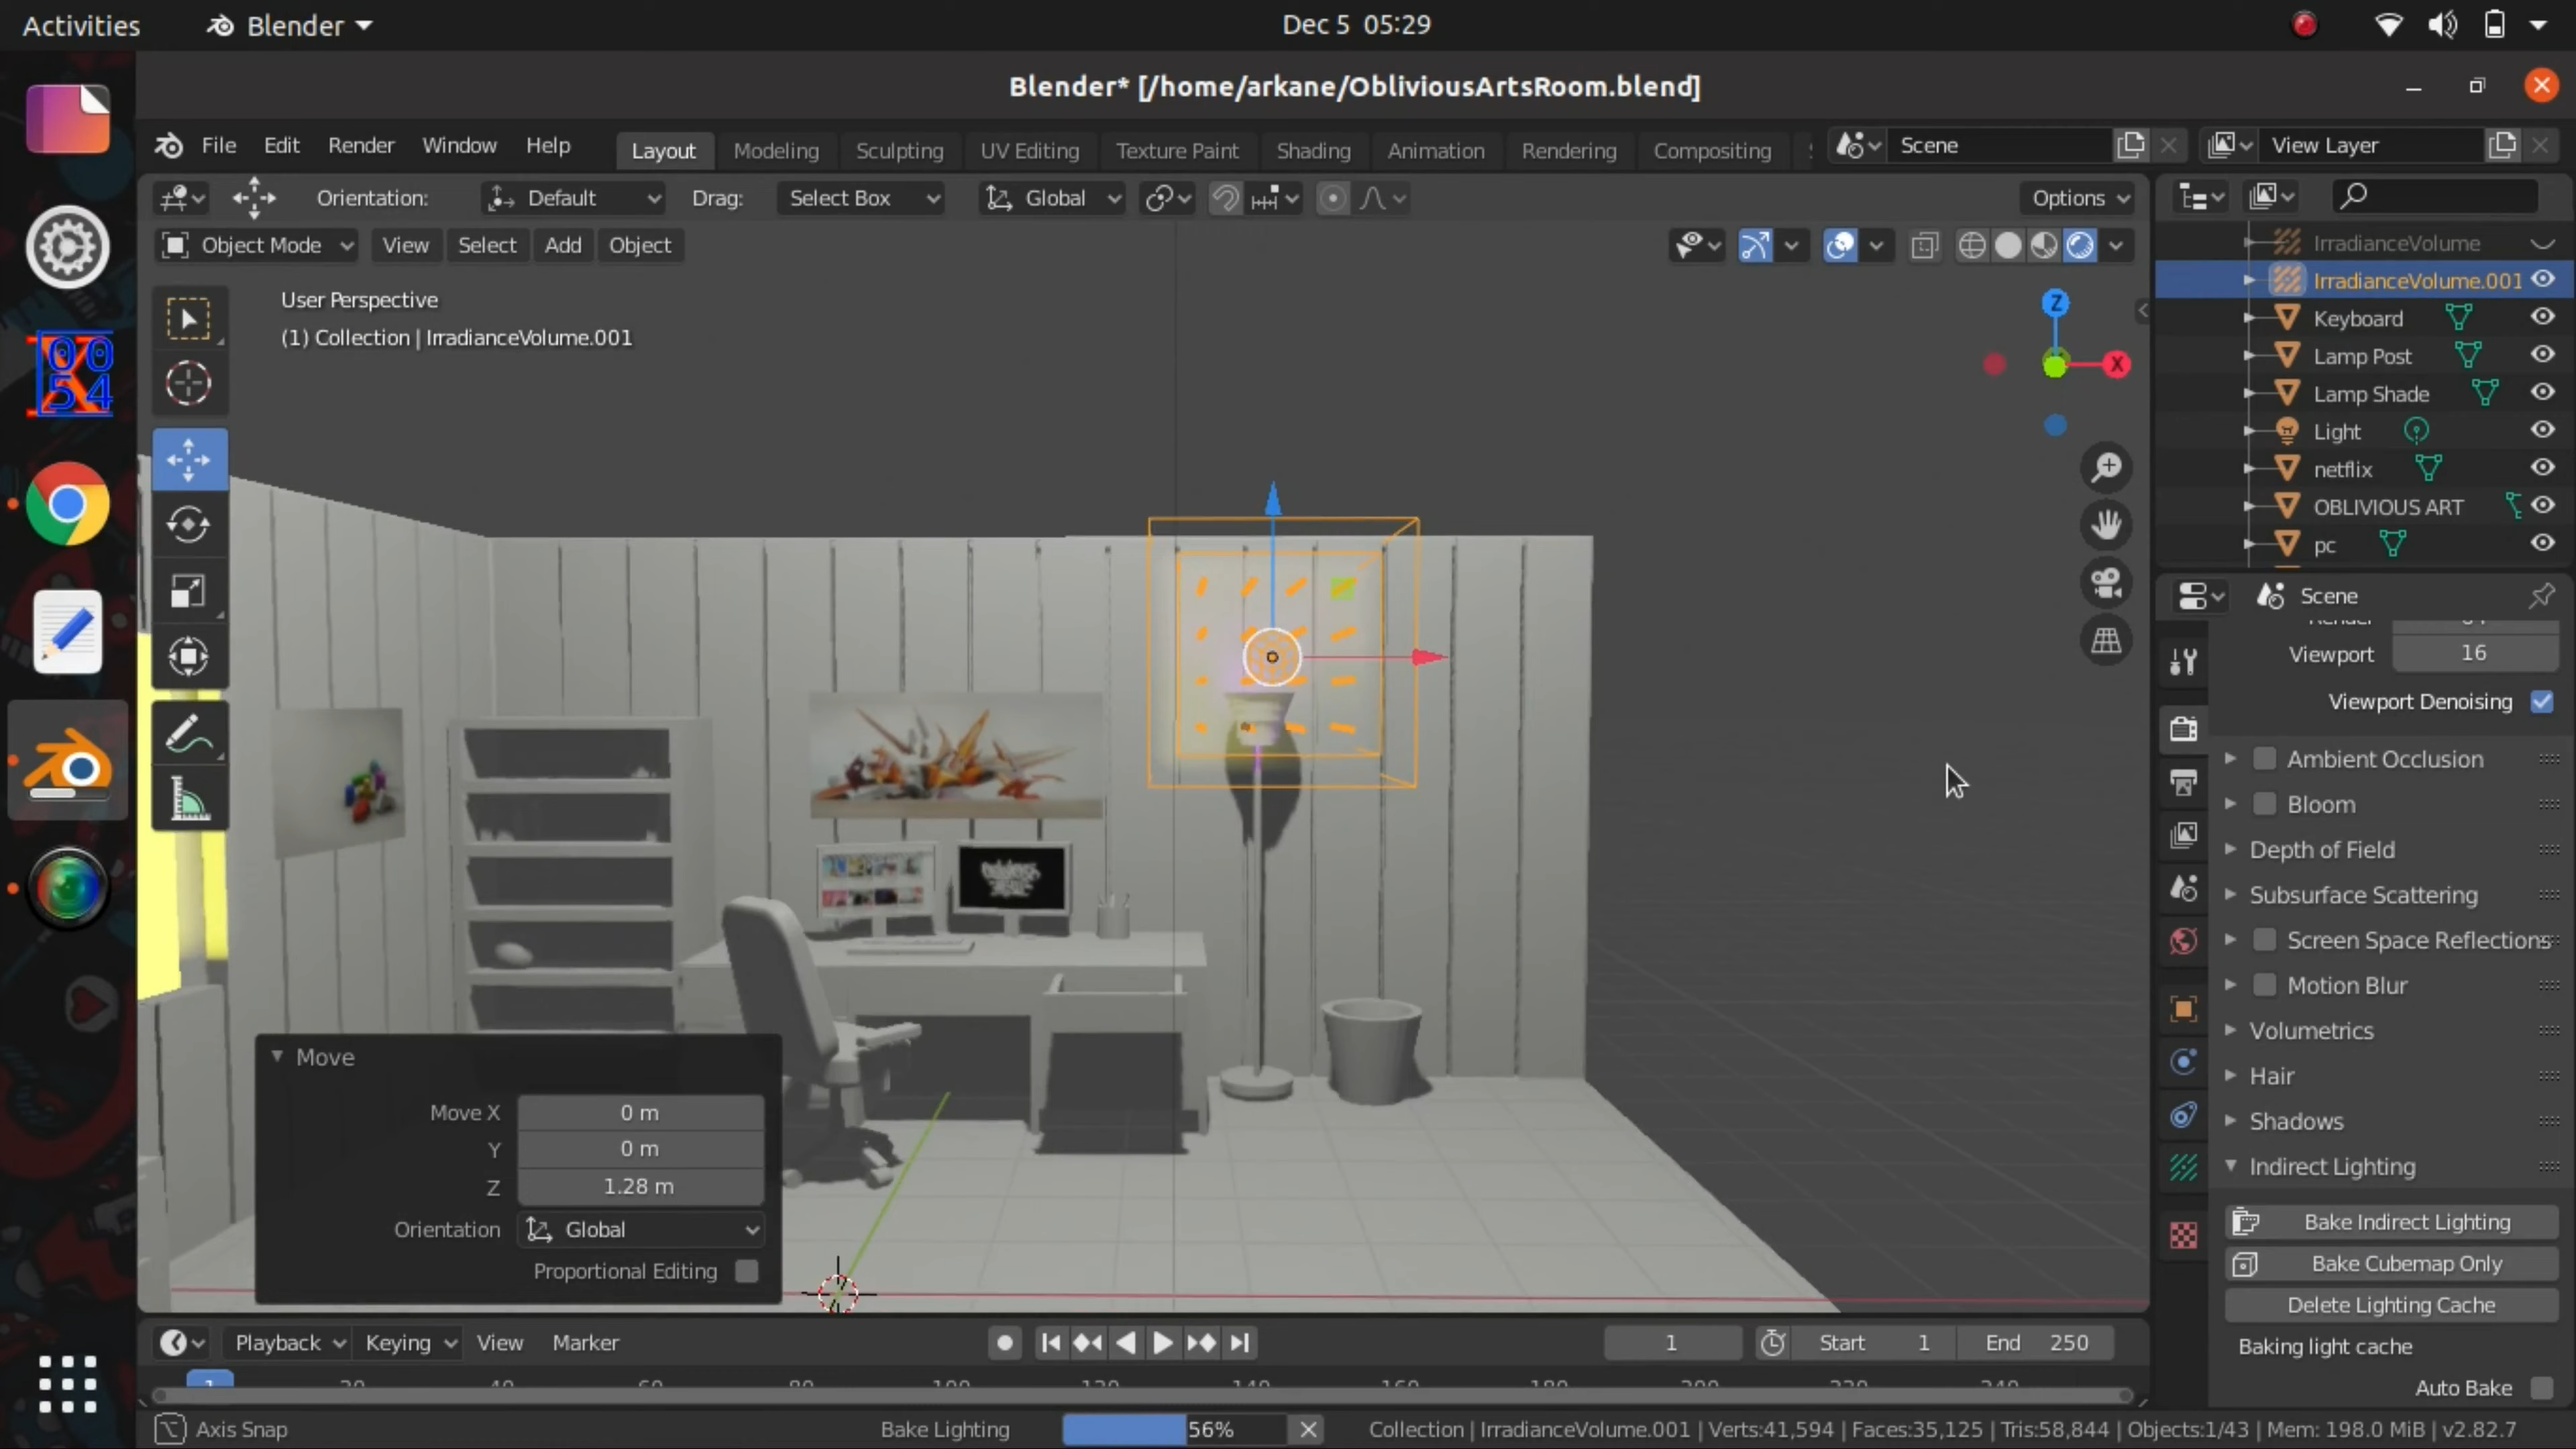 Activities Blender Dec 5 05:29
Blender* [/home/arkane/ObliviousArtsRoom.blend]
File Edit Render Window Help Layout Modeling Sculpting UV Editing Texture Paint Shading Animation Rendering Compositing Scene View Layer
Orientation: Default Drag: Select Box Global Options
Object Mode View Select Add Object
User Perspective
(1) Collection | IrradianceVolume.001
Z
X
00
54
IrradianceVolume
IrradianceVolume.001
Keyboard
Lamp Post
Lamp Shade
Light
netflix
OBLIVIOUS ART
pc
Scene
Viewport 16
Viewport Denoising
Ambient Occlusion
Bloom
Depth of Field
Subsurface Scattering
Screen Space Reflections
Motion Blur
Volumetrics
Hair
Shadows
Indirect Lighting
Bake Indirect Lighting
Bake Cubemap Only
Delete Lighting Cache
Baking light cache
Auto Bake
Move
Move X 0 m
Y 0 m
Z 1.28 m
Orientation Global
Proportional Editing
Playback Keying View Marker 1 Start 1 End 250
Axis Snap Bake Lighting 56% Collection | IrradianceVolume.001 | Verts:41,594 | Faces:35,125 | Tris:58,844 | Objects:1/43 | Mem: 198.0 MiB | v2.82.7